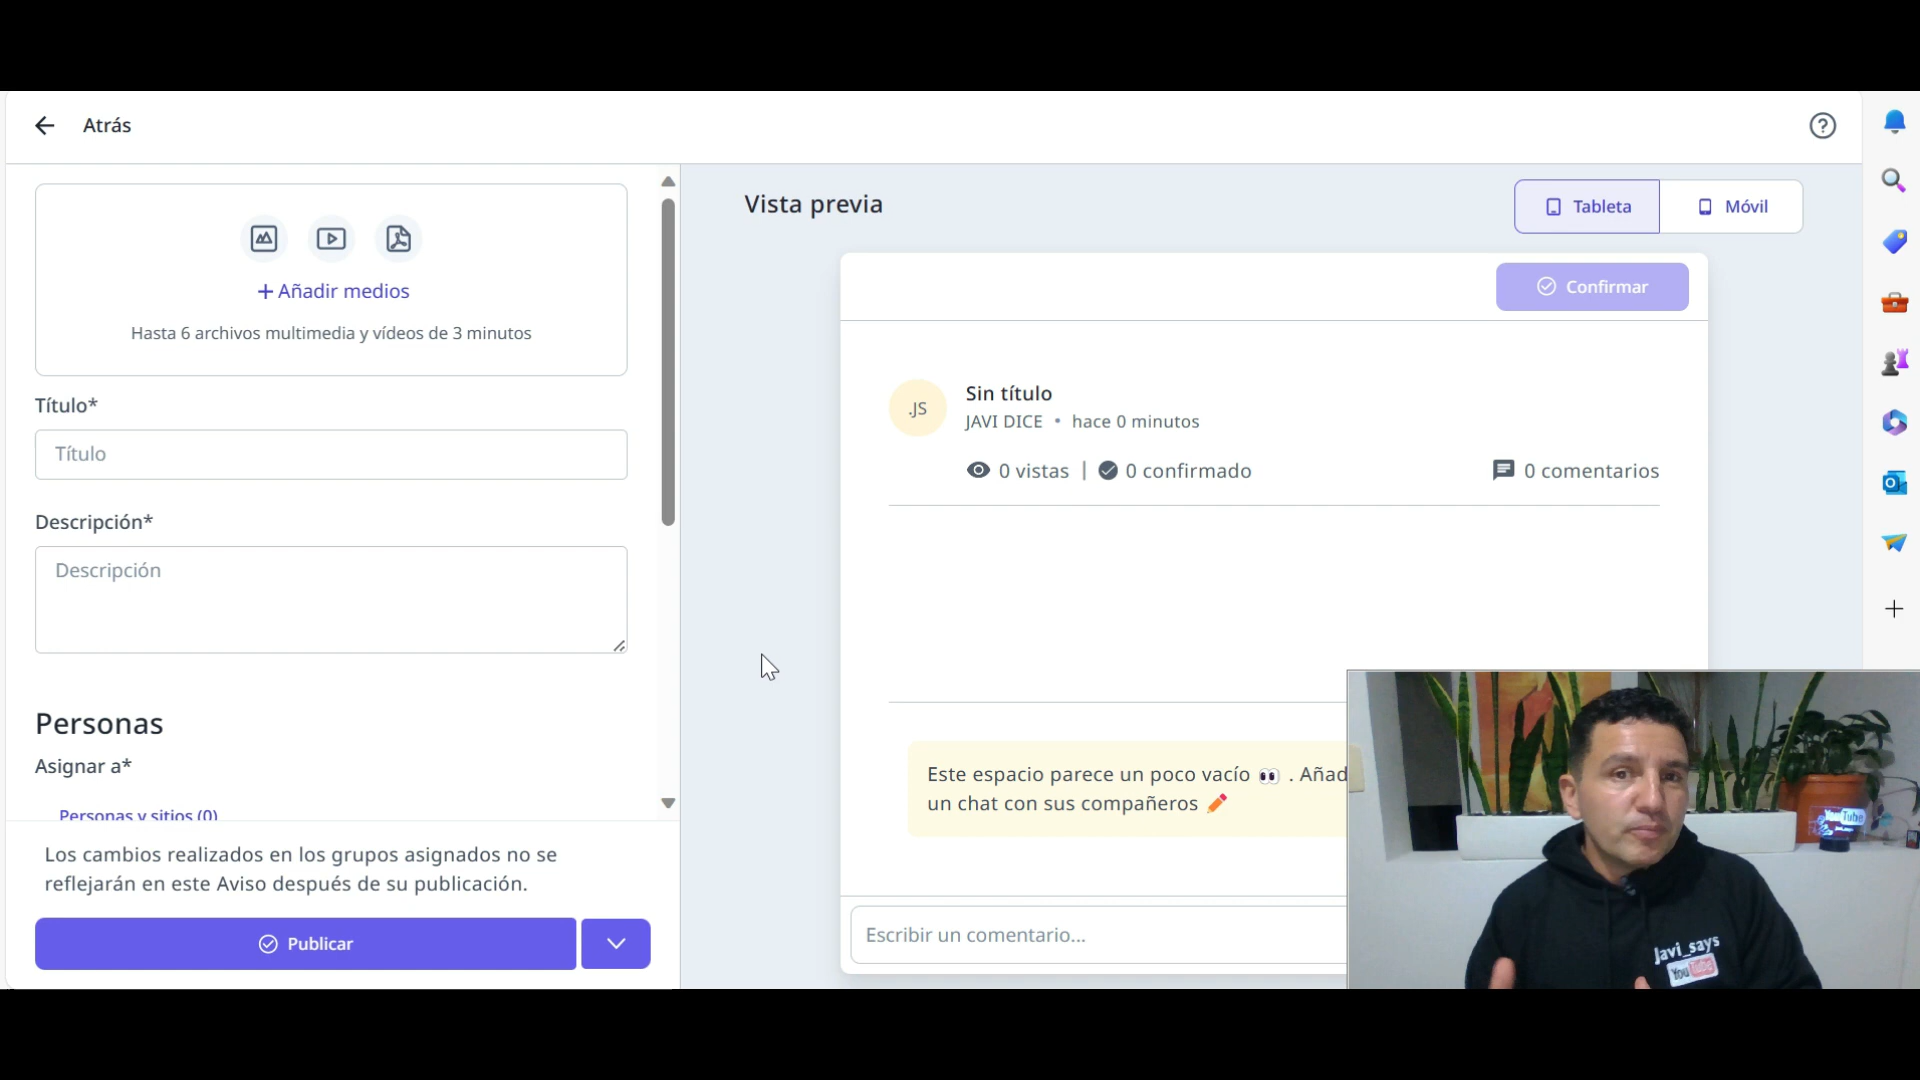 Atrás
+ Añadir medios
Hasta 6 archivos multimedia y vídeos de 3 minutos
Título*
Título
Descripción*
Descripción
Personas
Asignar a*
Personas y sitios (0)
Los cambios realizados en los grupos asignados no se
reflejarán en este Aviso después de su publicación.
Publicar
Vista previa
Tableta
Móvil
Confirmar
.JS
Sin título
JAVI DICE • hace 0 minutos
0 vistas | 0 confirmado
0 comentarios
Este espacio parece un poco vacío 👀 . Añad
un chat con sus compañeros ✏️
Escribir un comentario...
Javi_says
YouTube
YouTube